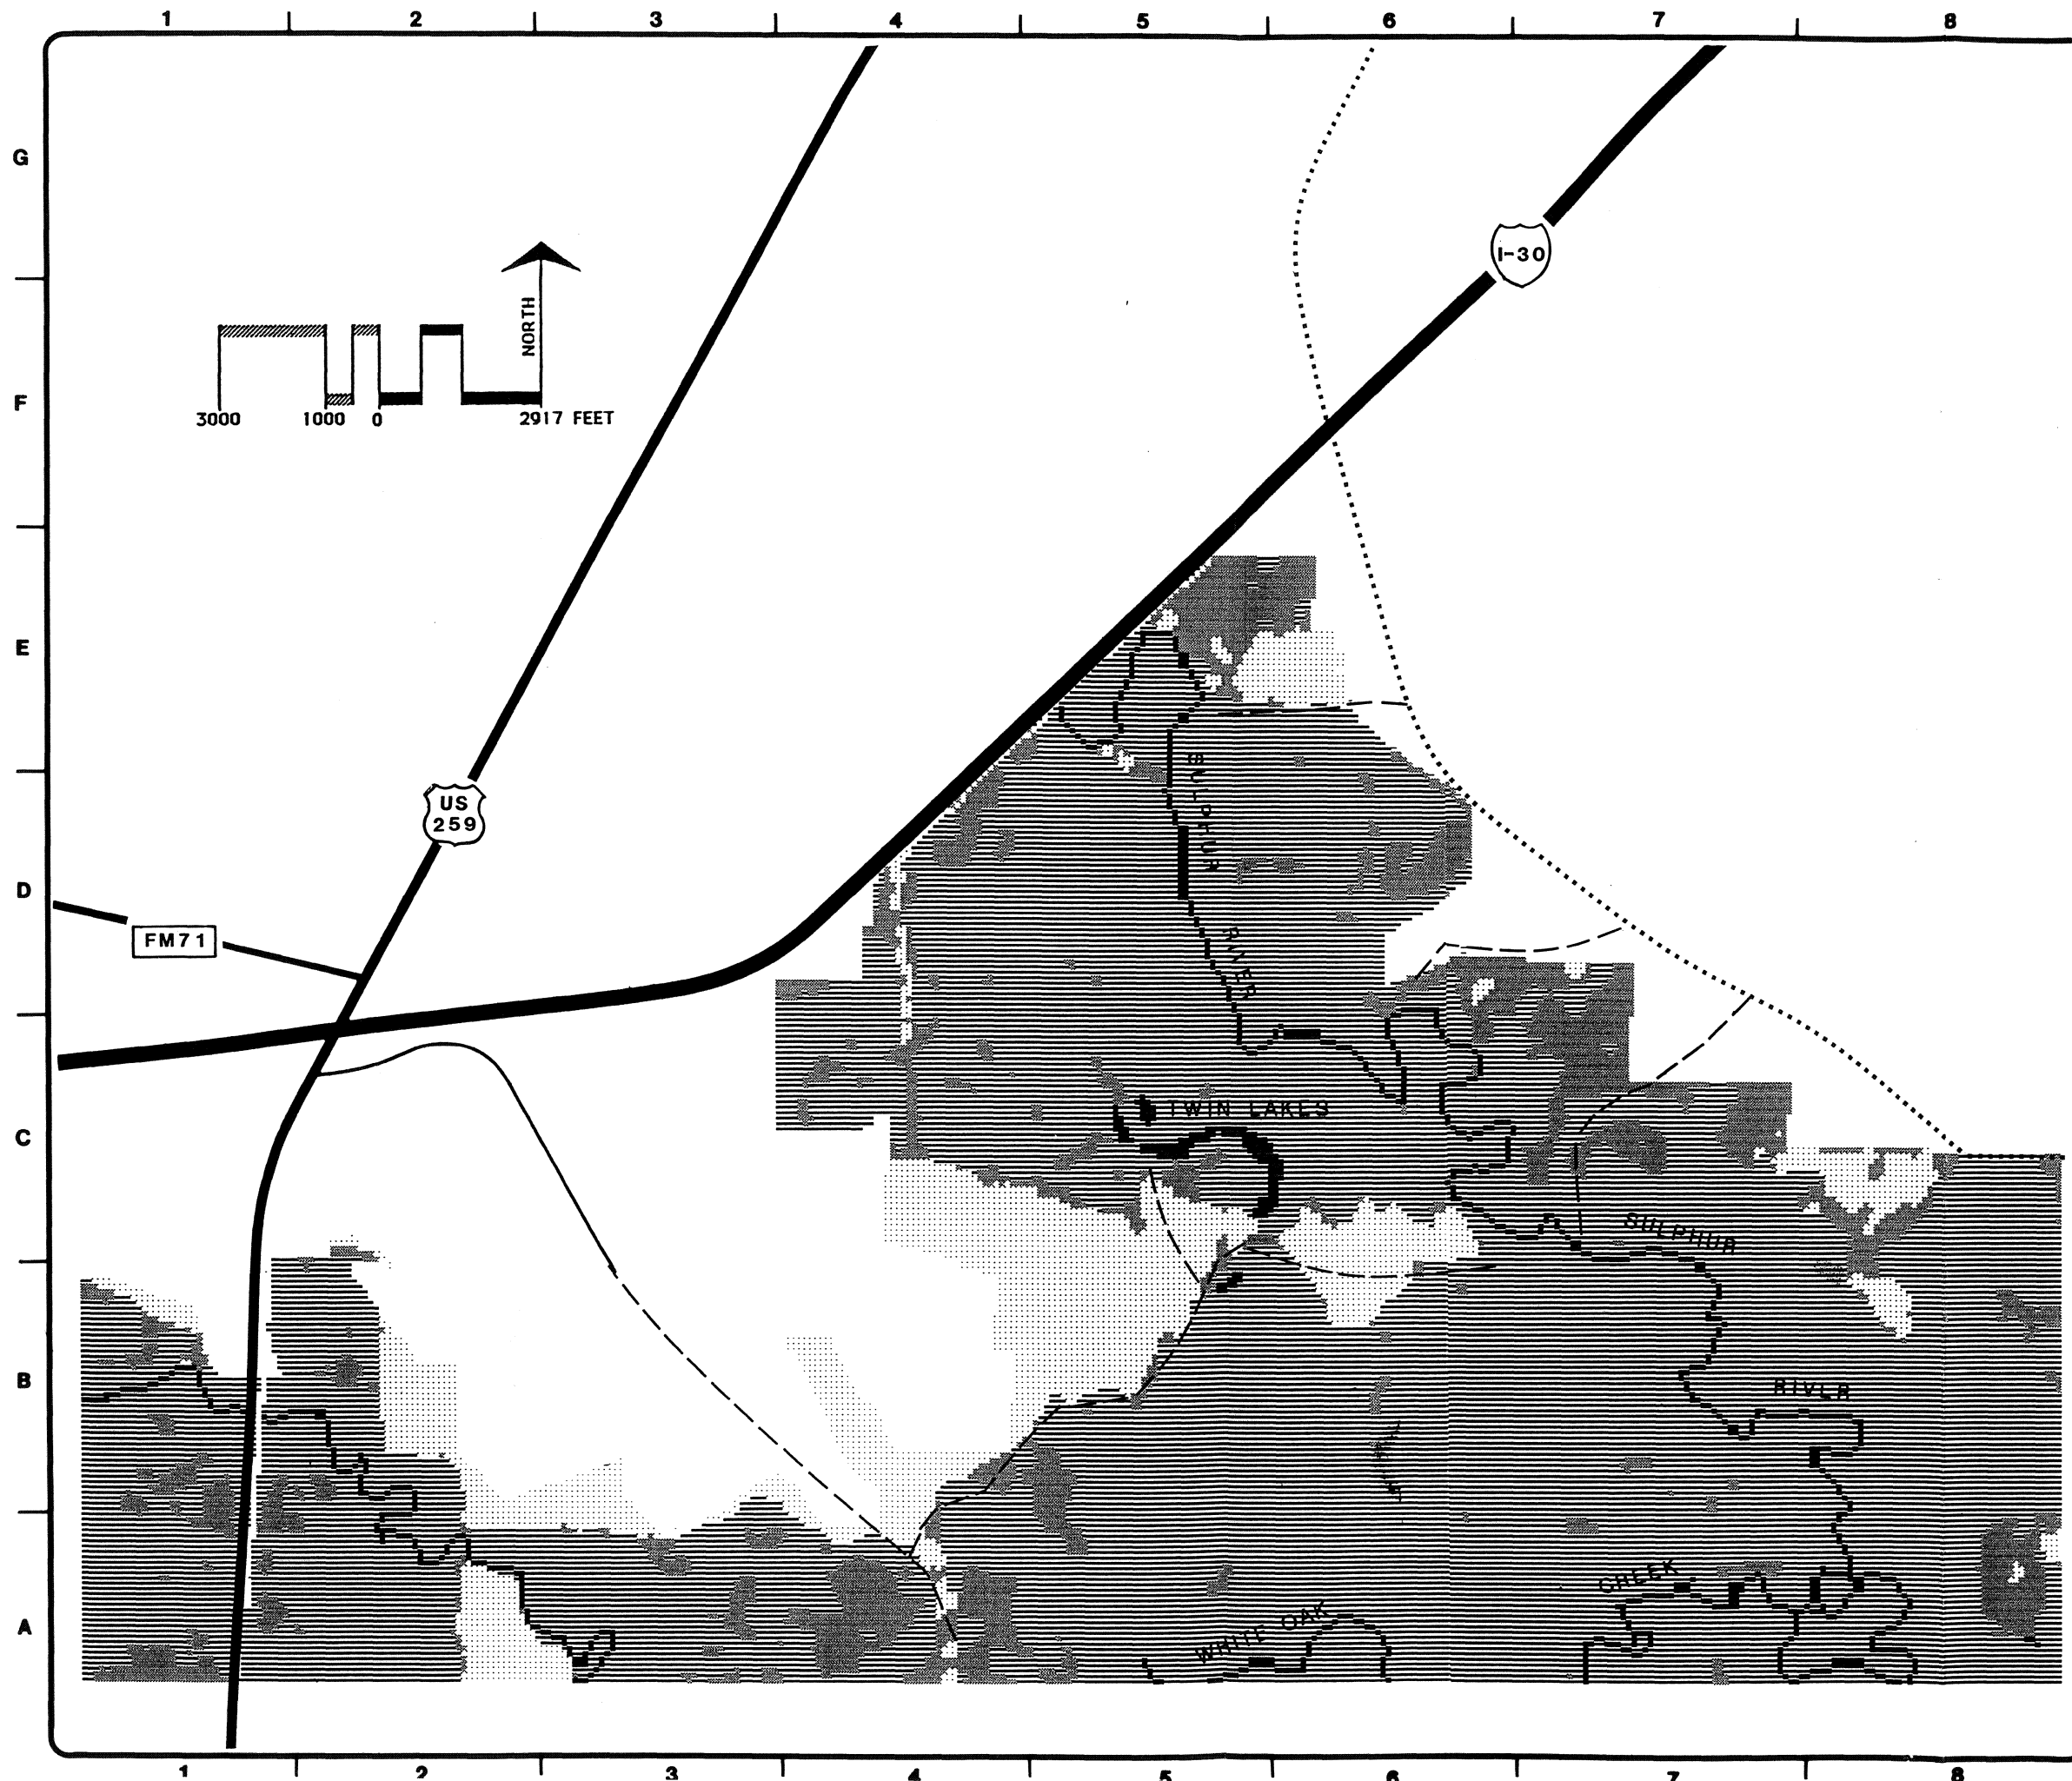 1 2 3 4 5 6 7 8
G
I-30
NORTH
F
3000 1000 0 2917 FEET
E
US
259
SULPHUR
D
RIVER
FM71
TWIN LAKES
C
SULPHUR
B
RIVER
CREEK
A
WHITE OAK
1 2 3 4 5 6 7 8